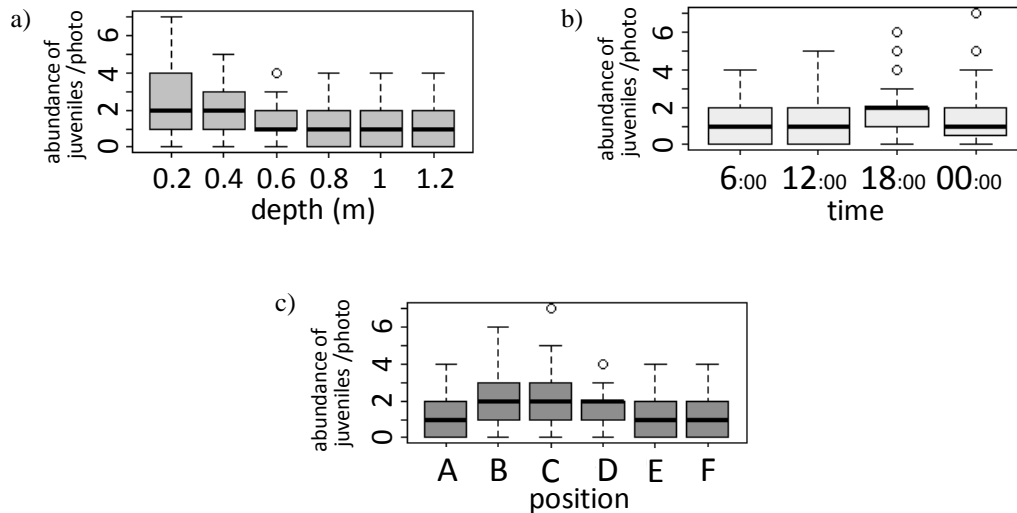 a)
abundance of
juveniles /photo
0 2 4 6
0.2 0.4 0.6 0.8 1 1.2
depth (m)
b)
abundance of
juveniles /photo
0 2 4 6
6:00 12:00 18:00 00:00
time
c)
abundance of
juveniles /photo
0 2 4 6
A B C D E F
position